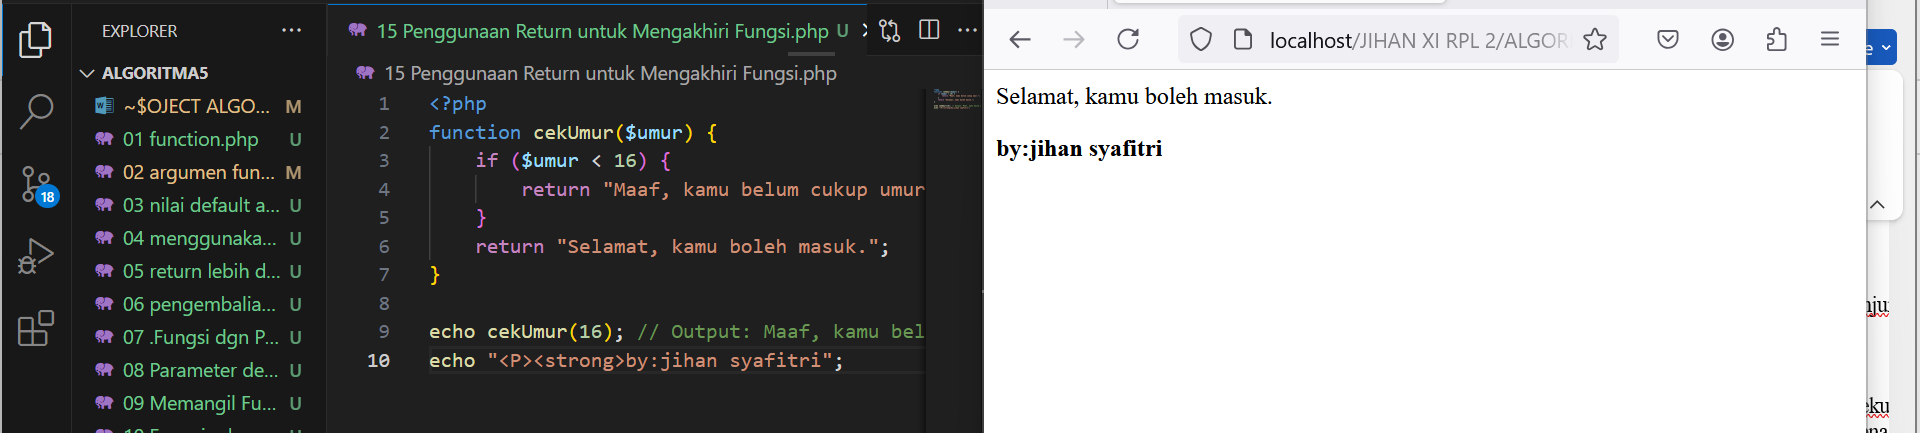 EXPLORER
ALGORITMA5
~$OJECT ALGO... M
01 function.php U
02 argumen fun... M
03 nilai default a... U
04 menggunaka... U
05 return lebih d... U
06 pengembalia... U
07 .Fungsi dgn P... U
08 Parameter de... U
09 Memangil Fu... U
18
15 Penggunaan Return untuk Mengakhiri Fungsi.php U
15 Penggunaan Return untuk Mengakhiri Fungsi.php
1 <?php
2 function cekUmur($umur) {
3 if ($umur < 16) {
4 return "Maaf, kamu belum cukup umur
5 }
6 return "Selamat, kamu boleh masuk.";
7 }
8
9 echo cekUmur(16); // Output: Maaf, kamu bel
10 echo "<P><strong>by:jihan syafitri";
localhost/JIHAN XI RPL 2/ALGOR
Selamat, kamu boleh masuk.
by:jihan syafitri